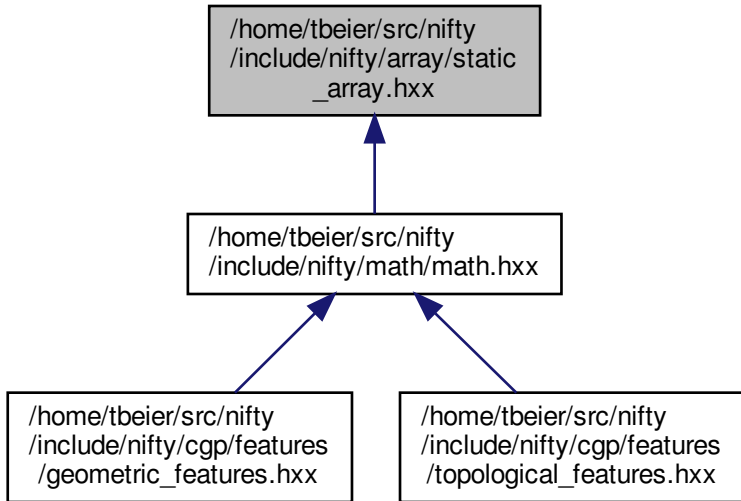 /home/tbeier/src/nifty
/include/nifty/array/static
_array.hxx
/home/tbeier/src/nifty
/include/nifty/math/math.hxx
/home/tbeier/src/nifty
/include/nifty/cgp/features
/geometric_features.hxx
/home/tbeier/src/nifty
/include/nifty/cgp/features
/topological_features.hxx